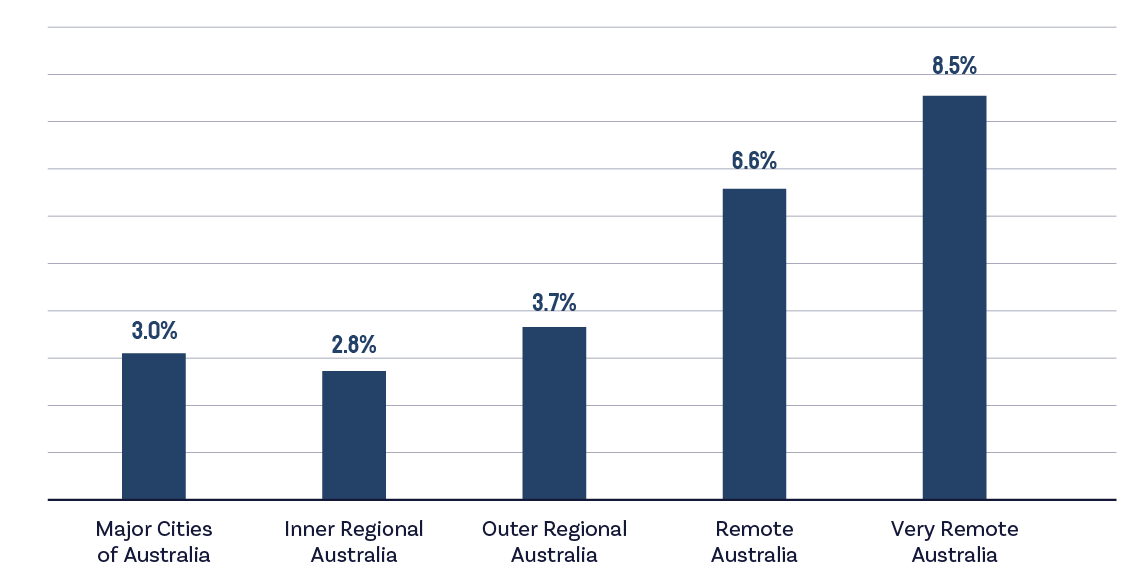 8.5%
6.6%
3.7%
3.0%
2.8%
Major Cities
of Australia
Inner Regional
Australia
Outer Regional
Australia
Remote
Australia
Very Remote
Australia